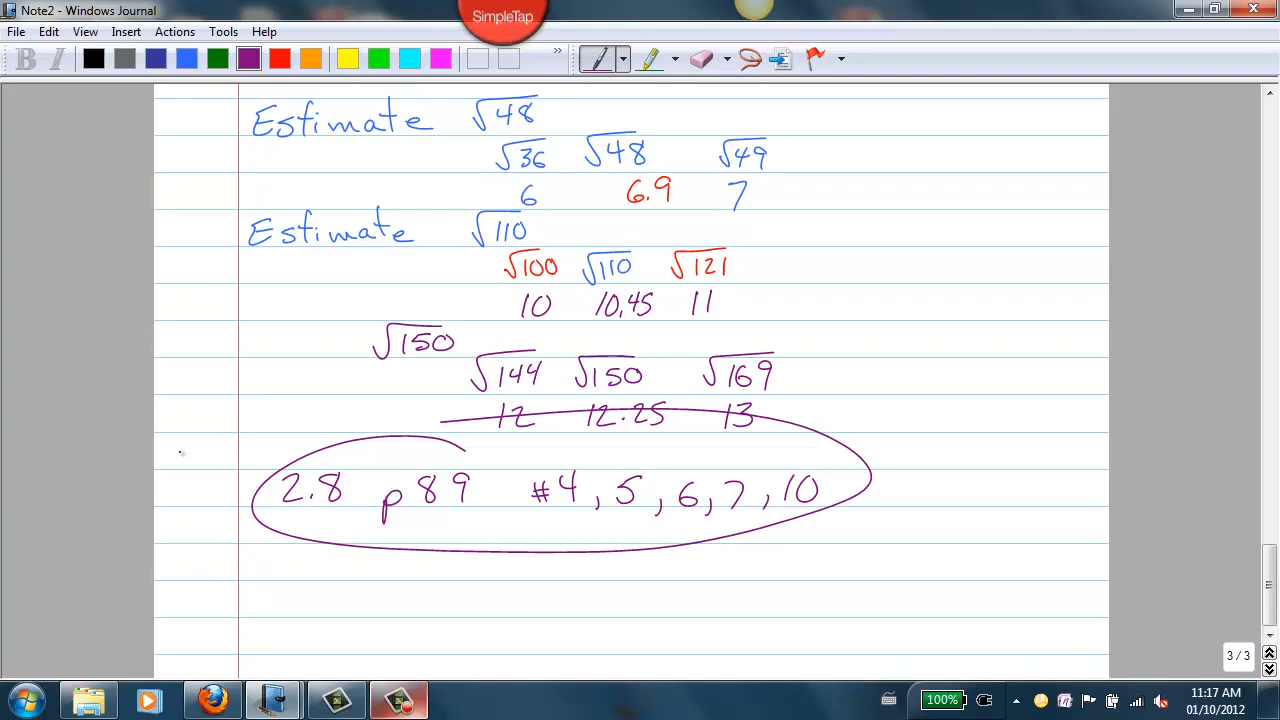 Note2 - Windows Journal
SimpleTap
File Edit View Insert Actions Tools Help
B I
Estimate √48
√36 √48 √49
6 6.9 7
Estimate √110
√100 √110 √121
10 10.45 11
√150
√144 √150 √169
12 12.25 13
2.8 p89 #4, 5, 6, 7, 10
3 / 3
100%
11:17 AM
01/10/2012